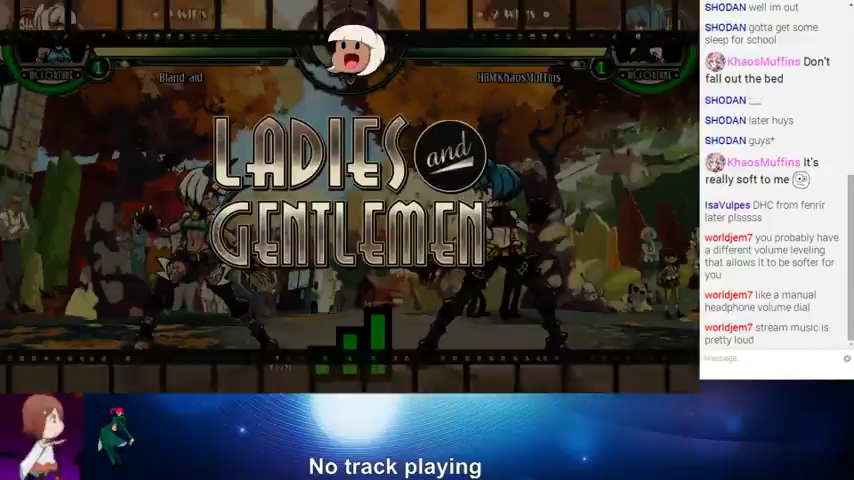 SHODAN well im out
SHODAN gotta get some
sleep for school
KhaosMuffins Don't
fall out the bed
SHODAN
SHODAN later huys
SHODAN guys*
KhaosMuffins It's
really soft to me
IsaVulpes DHC from fenrir
later plsssss
worldjem7 you probably have
a different volume leveling
that allows it to be softer for
you
worldjem7 like a manual
headphone volume dial
worldjem7 stream music is
pretty loud
Message
1
1
Bland aid
HRMKhaosMuffins
LADIES and
GENTLEMEN
No track playing